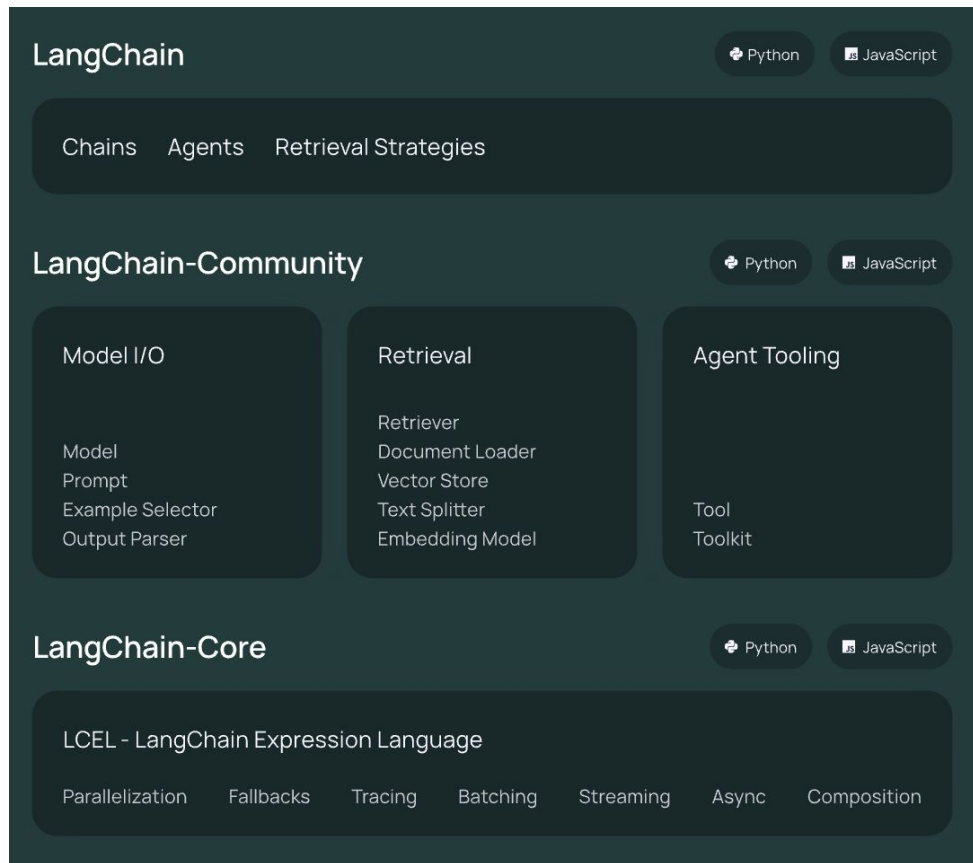 LangChain
Python
JavaScript
Chains Agents Retrieval Strategies
LangChain-Community
Python
JavaScript
Model I/O
Model
Prompt
Example Selector
Output Parser
Retrieval
Retriever
Document Loader
Vector Store
Text Splitter
Embedding Model
Agent Tooling
Tool
Toolkit
LangChain-Core
Python
JavaScript
LCEL - LangChain Expression Language
Parallelization Fallbacks Tracing Batching Streaming Async Composition